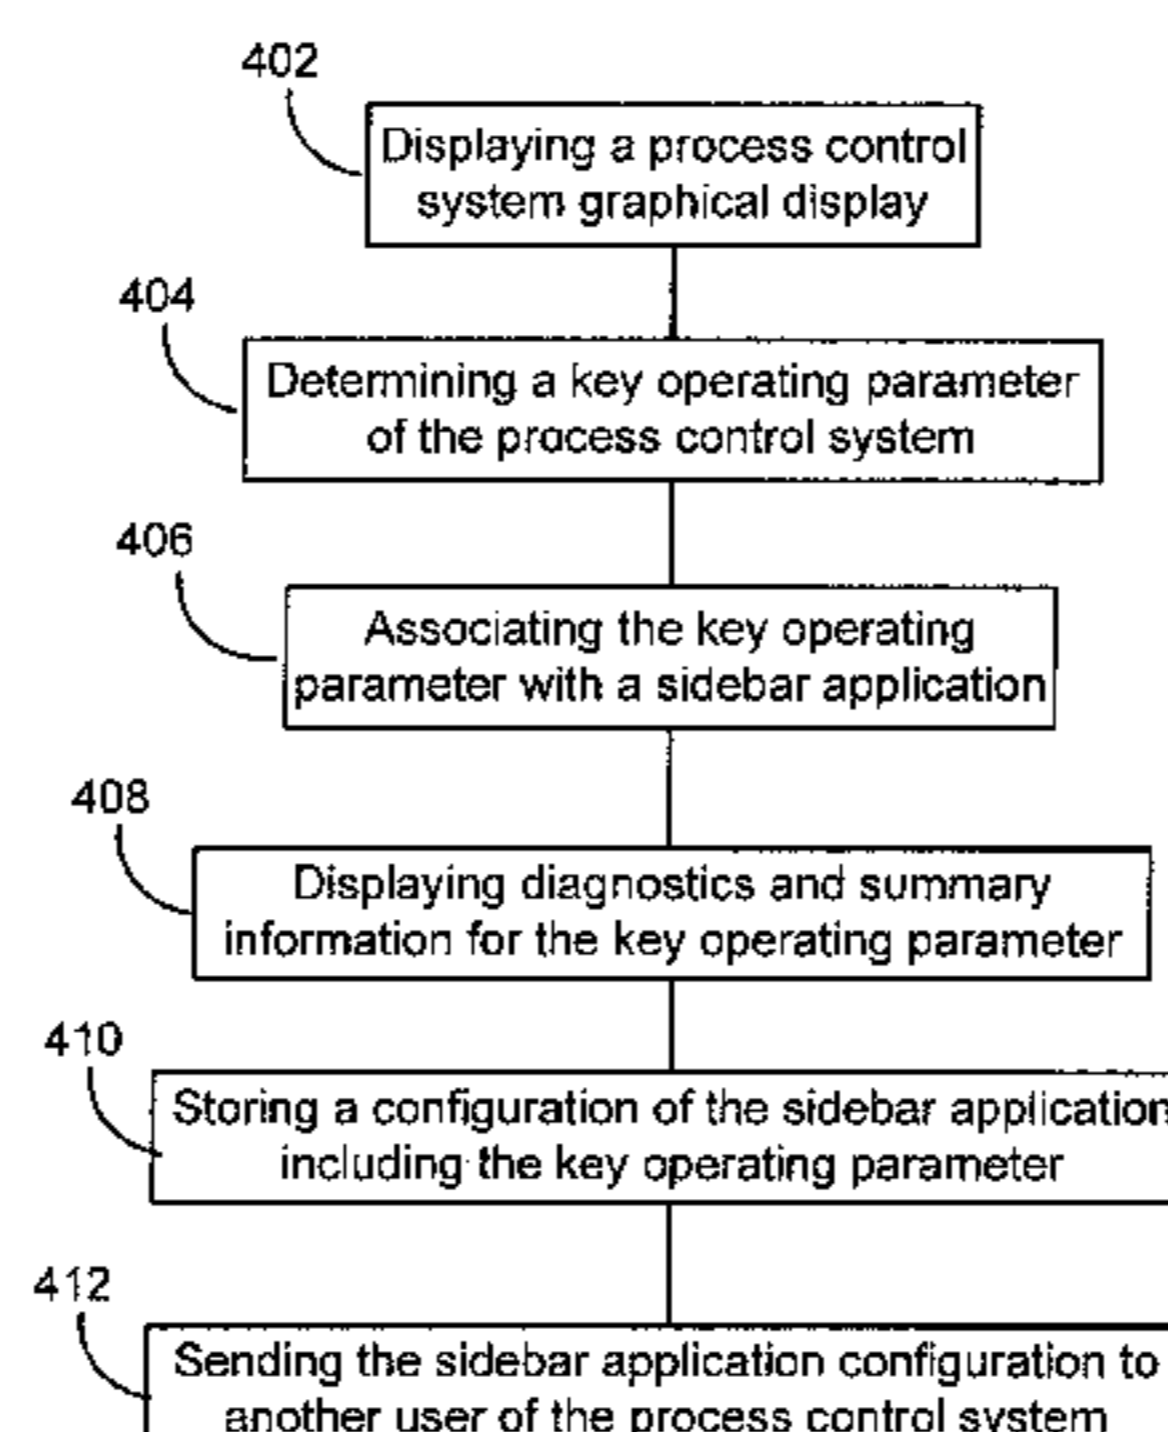 402
Displaying a process control
system graphical display
404
Determining a key operating parameter
of the process control system
406
Associating the key operating
parameter with a sidebar application
408
Displaying diagnostics and summary
information for the key operating parameter
410
Storing a configuration of the sidebar application
including the key operating parameter
412
Sending the sidebar application configuration to
another user of the process control system